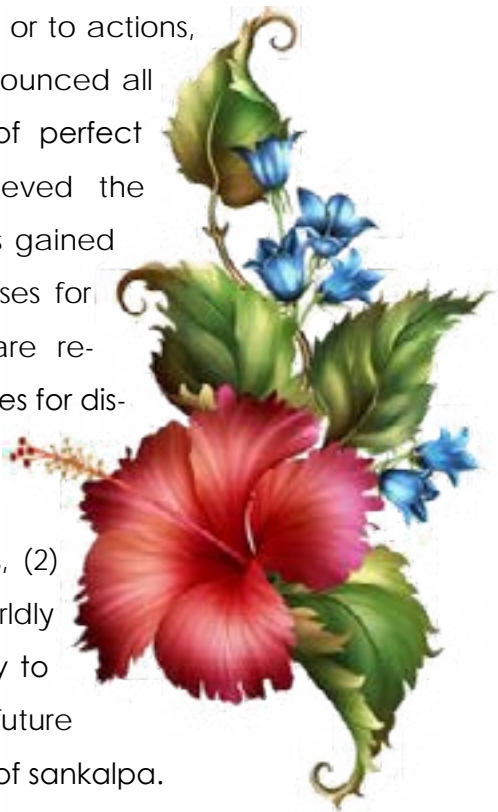 or to actions,
ounced all
of perfect
eved the
s gained
ses for
are re-
es for dis-
, (2)
rldly
y to
future
of sankalpa.